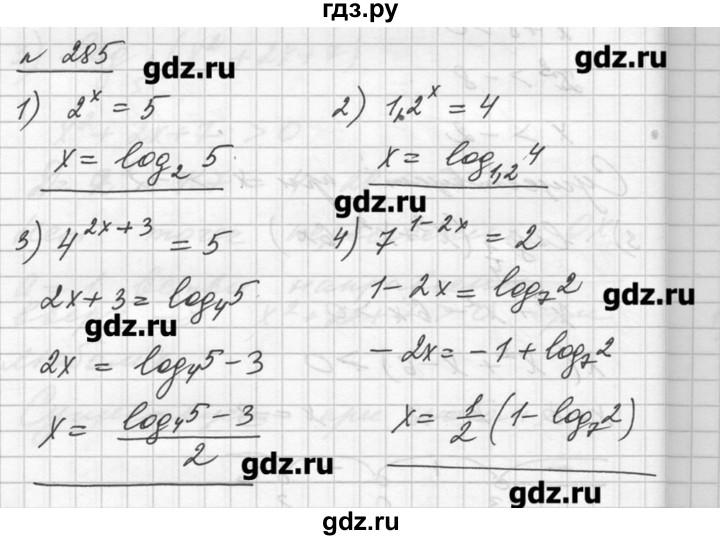 гдз.ру
№ 285
gdz.ru
gdz.ru
1) 2^x = 5
x = log_2 5
2) 1,2^x = 4
x = log_{1,2} 4
gdz.ru
3) 4^{2x+3} = 5
2x+3 = log_4 5
gdz.ru
2x = log_4 5 - 3
x = \frac{log_4 5 - 3}{2}
gdz.ru
4) 7^{1-2x} = 2
1-2x = log_7 2
gdz.ru
-2x = -1 + log_7 2
x = \frac{1}{2} (1 - log_7 2)
gdz.ru
gdz.ru